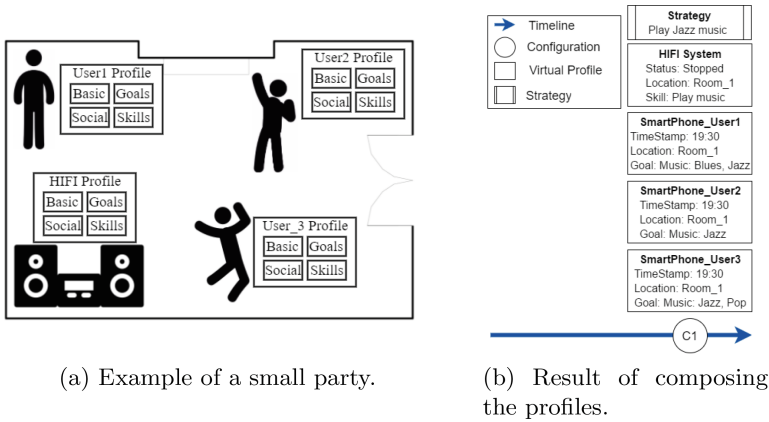 User1 Profile
Basic Goals
Social Skills
User2 Profile
Basic Goals
Social Skills
HIFI Profile
Basic Goals
Social Skills
User_3 Profile
Basic Goals
Social Skills
(a) Example of a small party.
Timeline
Configuration
Virtual Profile
Strategy
Strategy
Play Jazz music
HIFI System
Status: Stopped
Location: Room_1
Skill: Play music
SmartPhone_User1
TimeStamp: 19:30
Location: Room_1
Goal: Music: Blues, Jazz
SmartPhone_User2
TimeStamp: 19:30
Location: Room_1
Goal: Music: Jazz
SmartPhone_User3
TimeStamp: 19:30
Location: Room_1
Goal: Music: Jazz, Pop
C1
(b) Result of composing
the profiles.